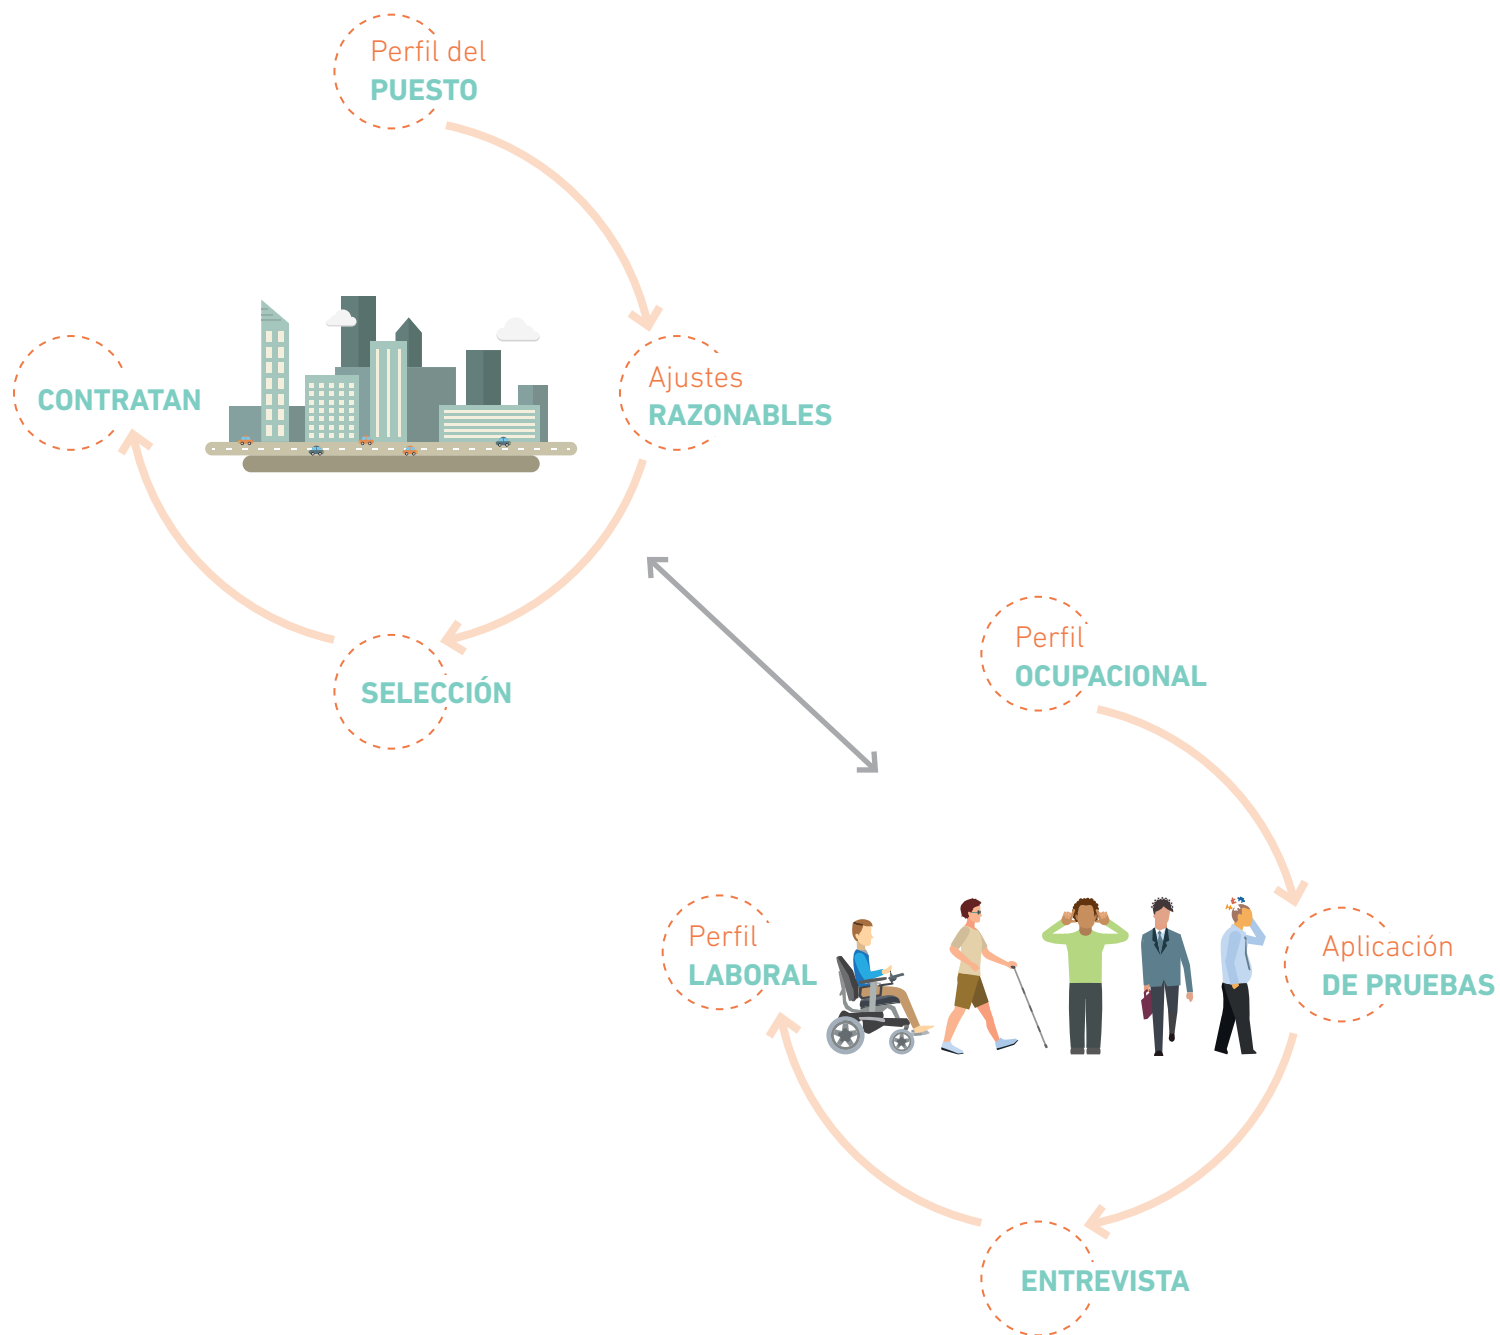 Perfil del
PUESTO
Ajustes
RAZONABLES
CONTRATAN
SELECCIÓN
Perfil
OCUPACIONAL
Perfil
LABORAL
Aplicación
DE PRUEBAS
ENTREVISTA